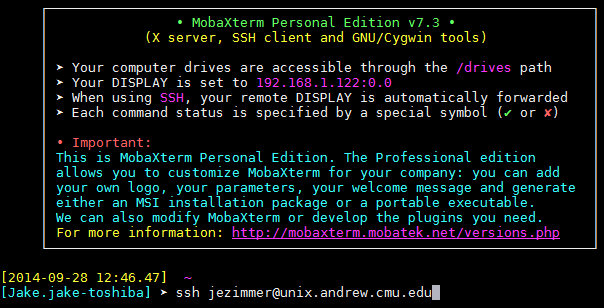 • MobaXterm Personal Edition v7.3 •
(X server, SSH client and GNU/Cygwin tools)
➤ Your computer drives are accessible through the /drives path
➤ Your DISPLAY is set to 192.168.1.122:0.0
➤ When using SSH, your remote DISPLAY is automatically forwarded
➤ Each command status is specified by a special symbol (✔ or ✘)
• Important:
This is MobaXterm Personal Edition. The Professional edition
allows you to customize MobaXterm for your company: you can add
your own logo, your parameters, your welcome message and generate
either an MSI installation package or a portable executable.
We can also modify MobaXterm or develop the plugins you need.
For more information: http://mobaxterm.mobatek.net/versions.php
[2014-09-28 12:46.47] ~
[Jake.jake-toshiba] ➤ ssh jezimmer@unix.andrew.cmu.edu